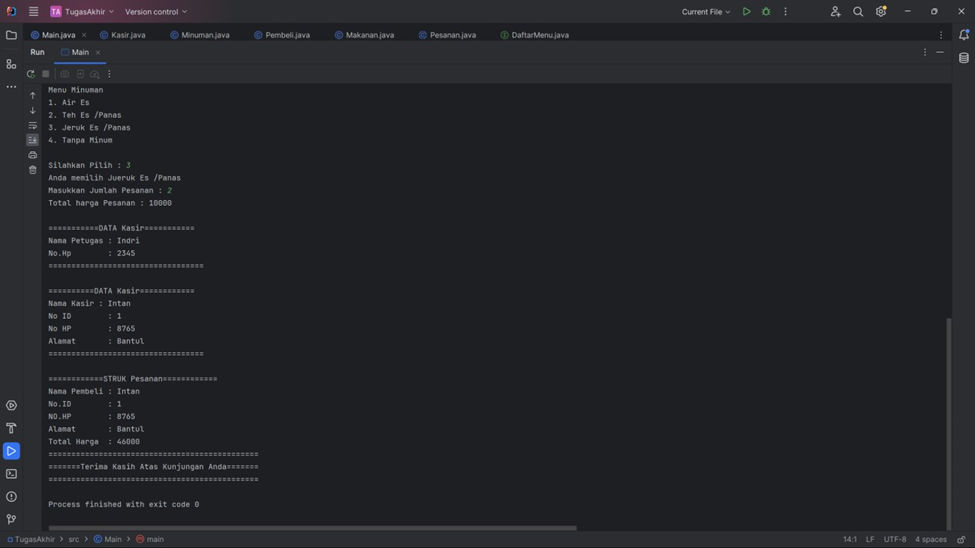 TA TugasAkhir Version control Current File
Main.java Kasir.java Minuman.java Pembeli.java Makanan.java Pesanan.java DaftarMenu.java
Run Main
Menu Minuman
1. Air Es
2. Teh Es /Panas
3. Jeruk Es /Panas
4. Tanpa Minum
Silahkan Pilih : 3
Anda memilih Jueruk Es /Panas
Masukkan Jumlah Pesanan : 2
Total harga Pesanan : 10000
===========DATA Kasir===========
Nama Petugas : Indri
No.Hp : 2345
==================================
==========DATA Kasir============
Nama Kasir : Intan
No ID : 1
No HP : 8765
Alamat : Bantul
==================================
============STRUK Pesanan============
Nama Pembeli : Intan
No.ID : 1
NO.HP : 8765
Alamat : Bantul
Total Harga : 46000
==============================================
=======Terima Kasih Atas Kunjungan Anda=======
==============================================
Process finished with exit code 0
TugasAkhir > src > Main > main 14:1 LF UTF-8 4 spaces